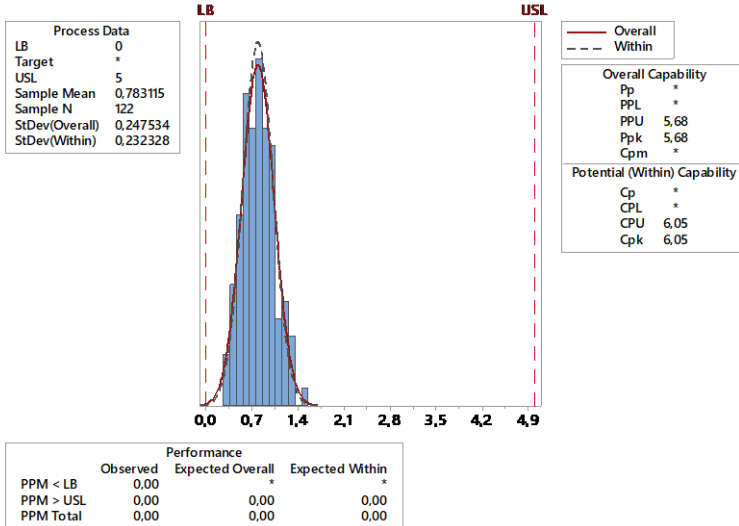 LB USL
Process Data
LB 0
Target *
USL 5
Sample Mean 0,783115
Sample N 122
StDev(Overall) 0,247534
StDev(Within) 0,232328
Overall
Within
Overall Capability
Pp *
PPL *
PPU 5,68
Ppk 5,68
Cpm *
Potential (Within) Capability
Cp *
CPL *
CPU 6,05
Cpk 6,05
0,0 0,7 1,4 2,1 2,8 3,5 4,2 4,9
Performance
Observed Expected Overall Expected Within
PPM < LB 0,00 * *
PPM > USL 0,00 0,00 0,00
PPM Total 0,00 0,00 0,00